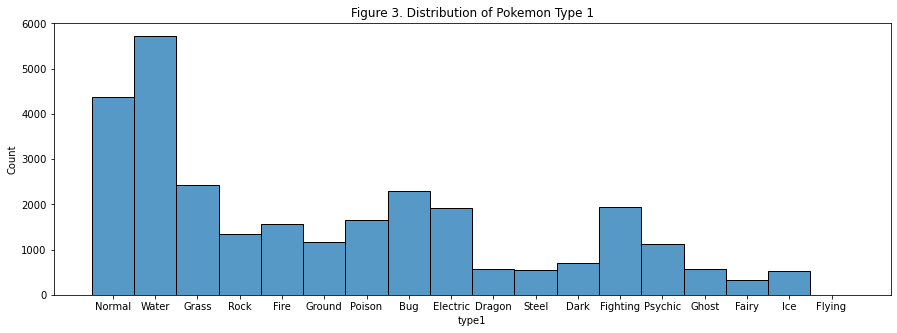 Figure 3. Distribution of Pokemon Type 1
6000
5000
4000
3000
2000
1000
0
Count
Normal Water Grass Rock Fire Ground Poison Bug Electric Dragon Steel Dark Fighting Psychic Ghost Fairy Ice Flying
type1